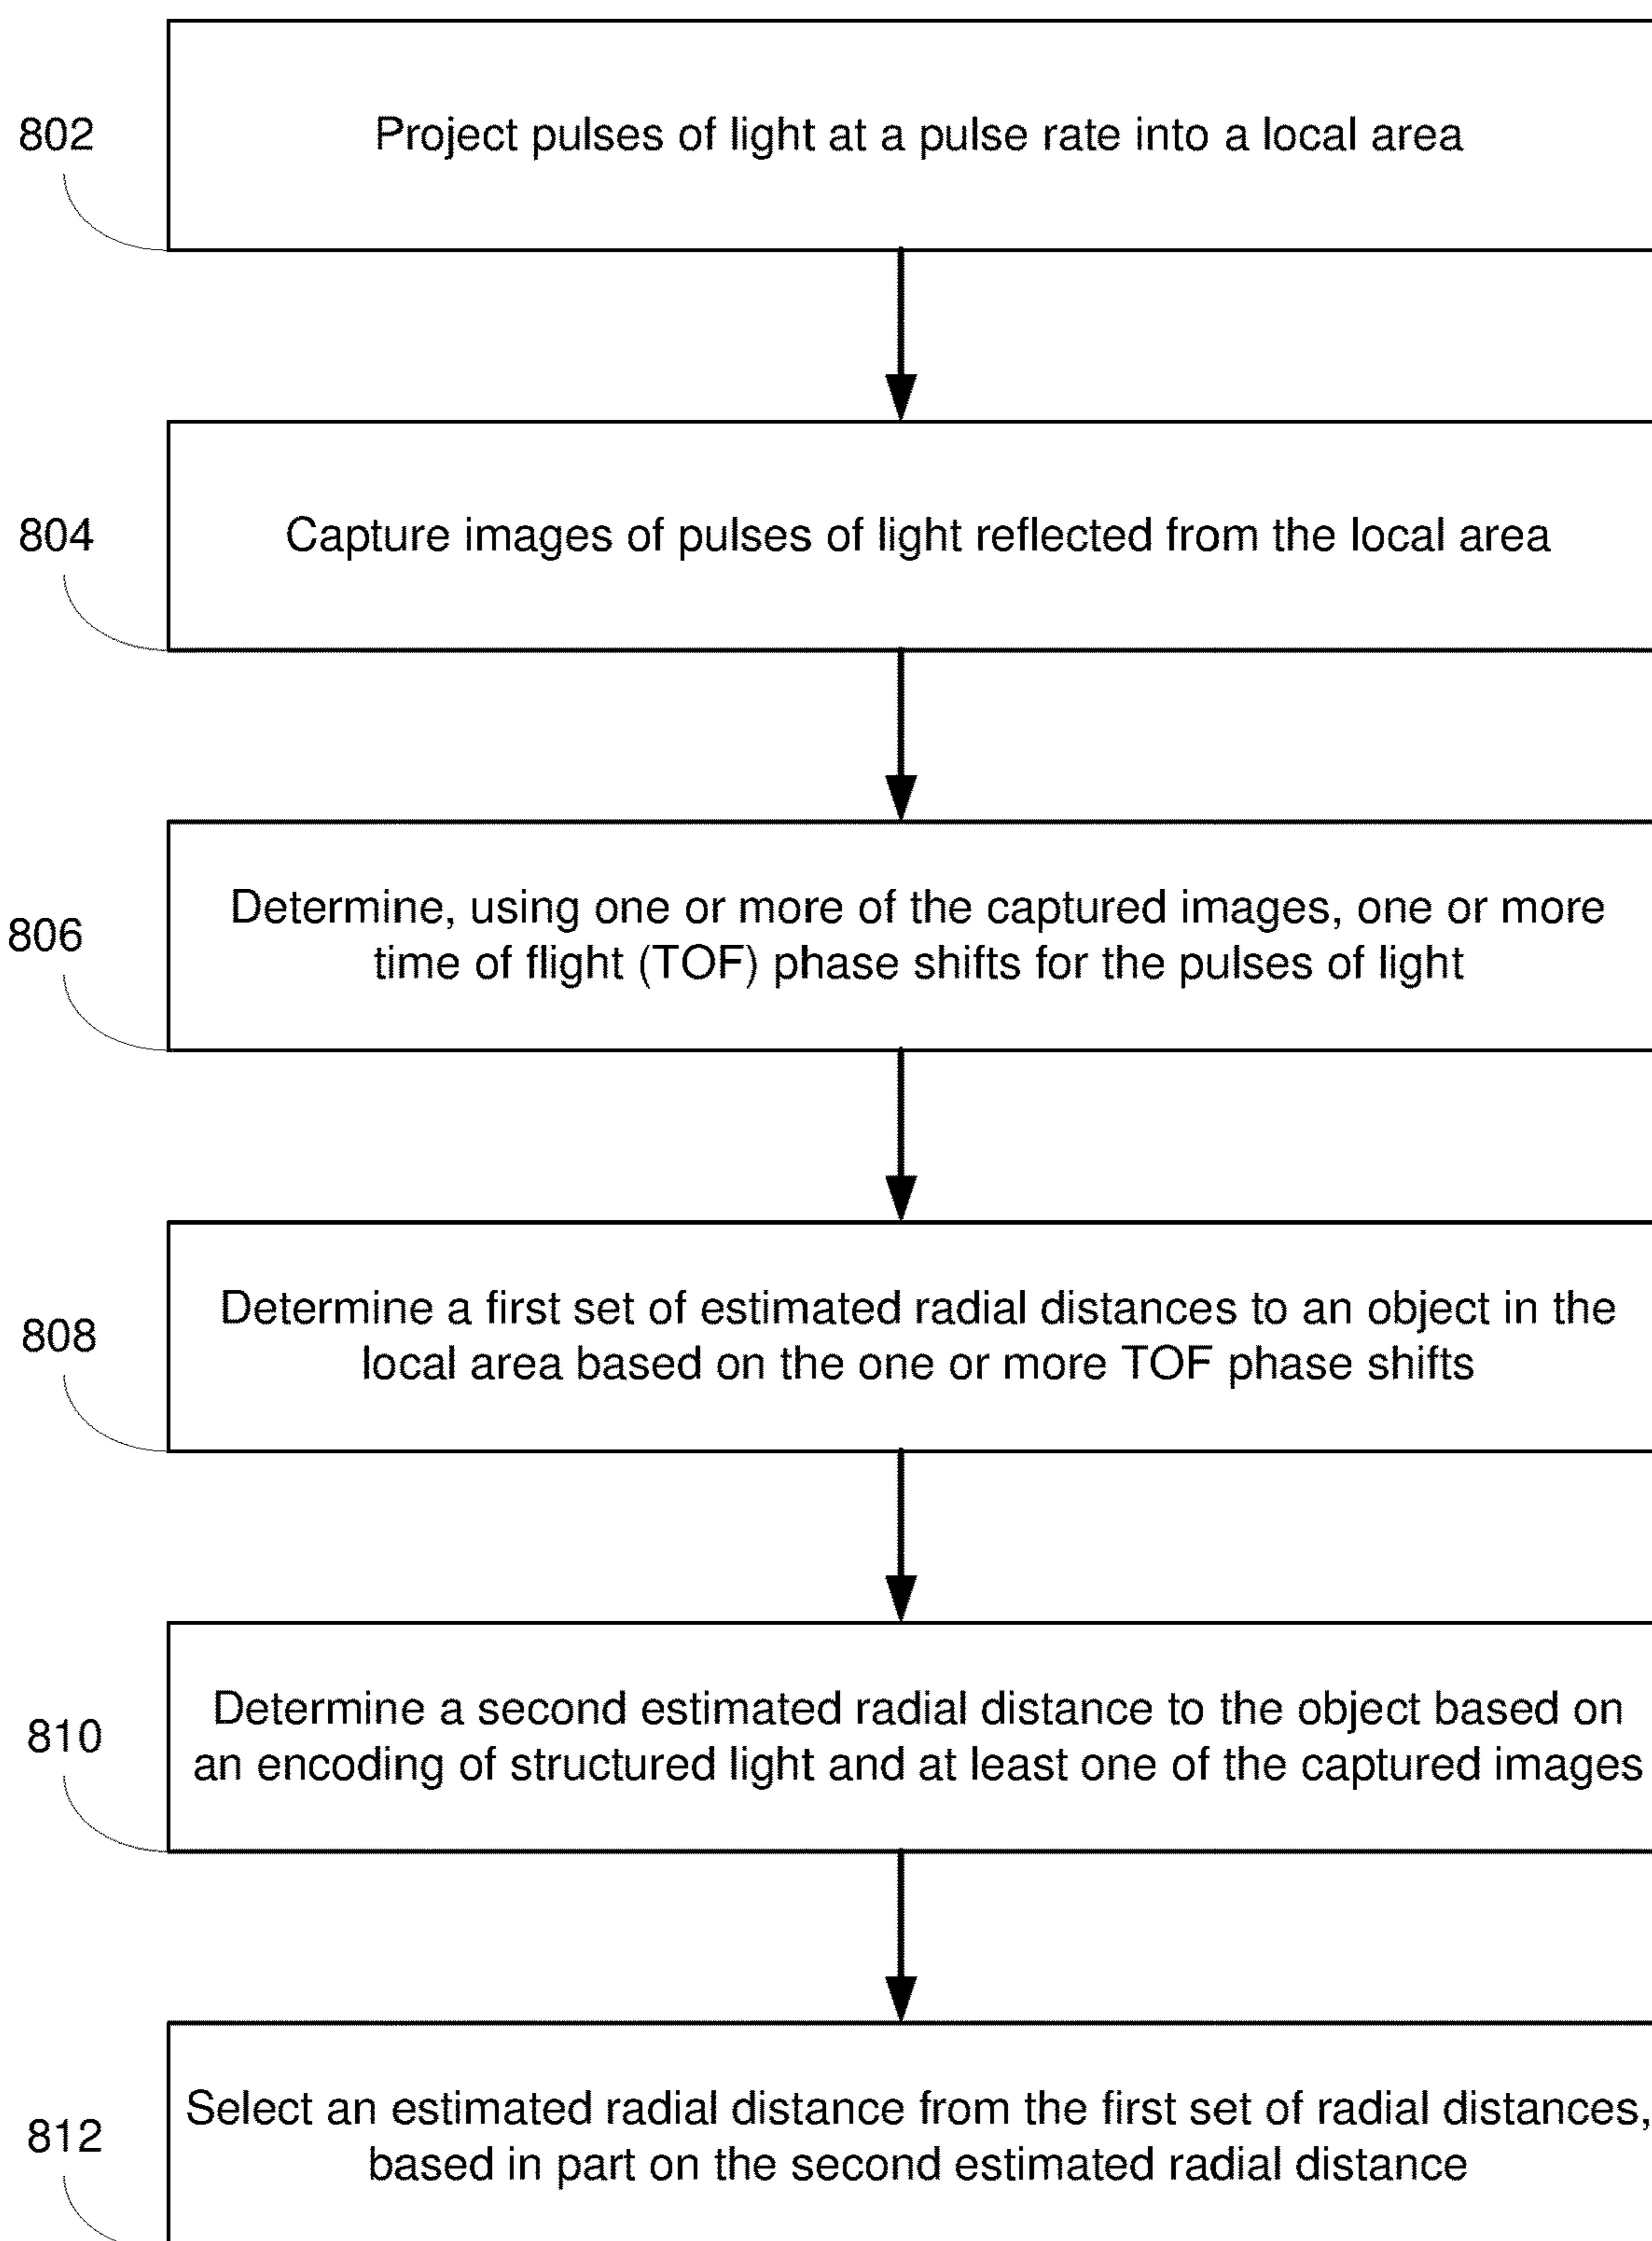 802
Project pulses of light at a pulse rate into a local area
804
Capture images of pulses of light reflected from the local area
806
Determine, using one or more of the captured images, one or more
time of flight (TOF) phase shifts for the pulses of light
808
Determine a first set of estimated radial distances to an object in the
local area based on the one or more TOF phase shifts
810
Determine a second estimated radial distance to the object based on
an encoding of structured light and at least one of the captured images
812
Select an estimated radial distance from the first set of radial distances,
based in part on the second estimated radial distance